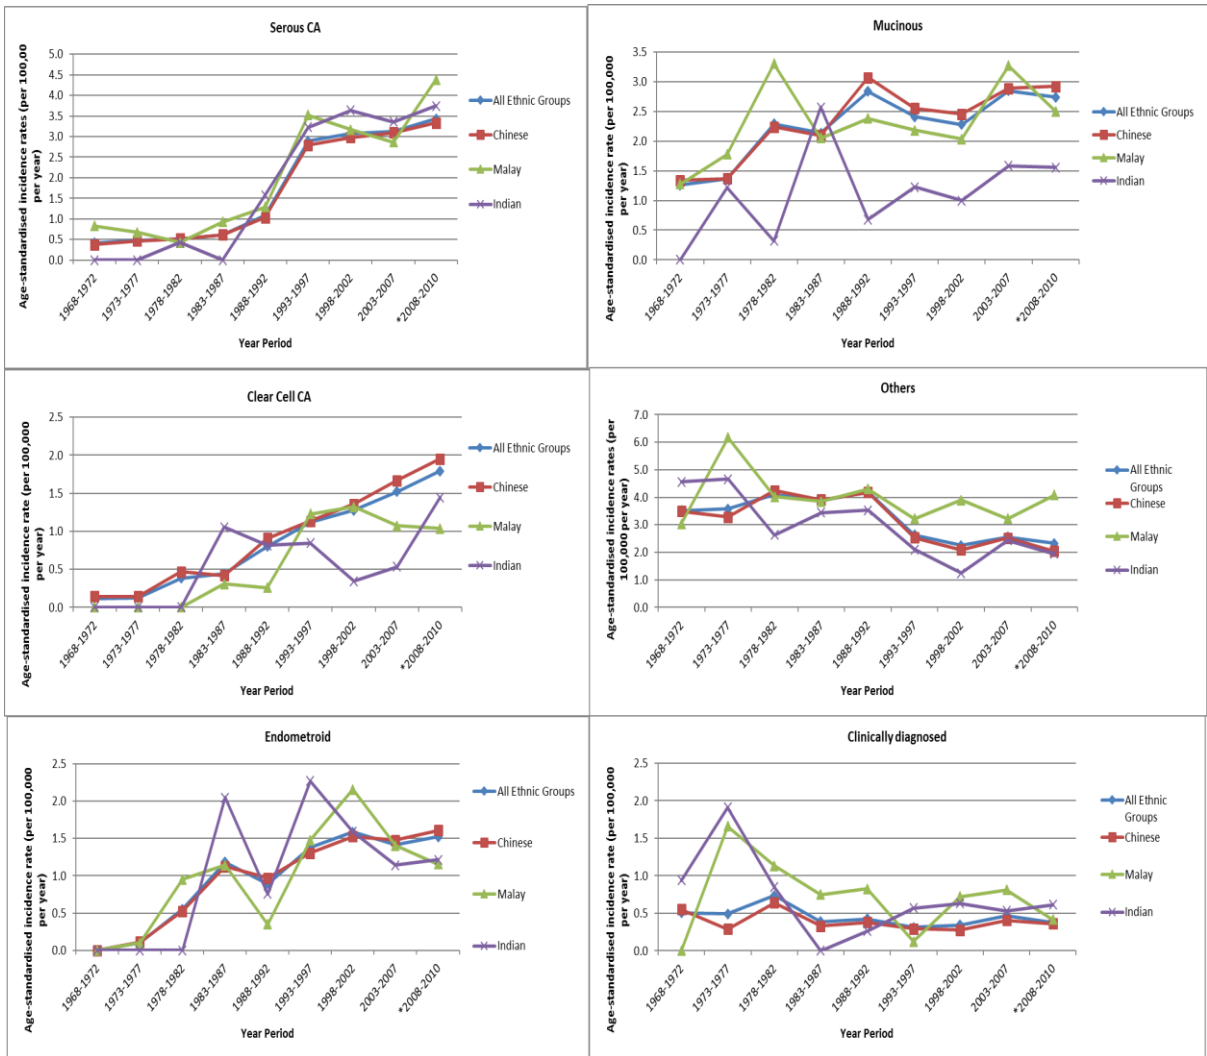 Serous CA
Age-standardised incidence rates (per 100,00
per year)
5.0
4.5
4.0
3.5
3.0
2.5
2.0
1.5
1.0
0.5
0.0
All Ethnic Groups
Chinese
Malay
Indian
1968-1972
1973-1977
1978-1982
1983-1987
1988-1992
1993-1997
1998-2002
2003-2007
*2008-2010
Year Period
Mucinous
Age-standardised incidence rate (per 100,000
per year)
3.5
3.0
2.5
2.0
1.5
1.0
0.5
0.0
All Ethnic Groups
Chinese
Malay
Indian
1968-1972
1973-1977
1978-1982
1983-1987
1988-1992
1993-1997
1998-2002
2003-2007
*2008-2010
Year Period
Clear Cell CA
Age-standardised incidence rate (per 100,000
per year)
2.5
2.0
1.5
1.0
0.5
0.0
All Ethnic Groups
Chinese
Malay
Indian
1968-1972
1973-1977
1978-1982
1983-1987
1988-1992
1993-1997
1998-2002
2003-2007
*2008-2010
Year Period
Others
Age-standardised incidence rates (per
100,000 per year)
7.0
6.0
5.0
4.0
3.0
2.0
1.0
0.0
All Ethnic
Groups
Chinese
Malay
Indian
1968-1972
1973-1977
1978-1982
1983-1987
1988-1992
1993-1997
1998-2002
2003-2007
*2008-2010
Year Period
Endometroid
Age-standardised incidence rate (per 100,000
per year)
2.5
2.0
1.5
1.0
0.5
0.0
All Ethnic Groups
Chinese
Malay
Indian
1968-1972
1973-1977
1978-1982
1983-1987
1988-1992
1993-1997
1998-2002
2003-2007
*2008-2010
Year Period
Clinically diagnosed
Age-standardised incidence rate (per 100,000
per year)
2.5
2.0
1.5
1.0
0.5
0.0
All Ethnic
Groups
Chinese
Malay
Indian
1968-1972
1973-1977
1978-1982
1983-1987
1988-1992
1993-1997
1998-2002
2003-2007
*2008-2010
Year Period